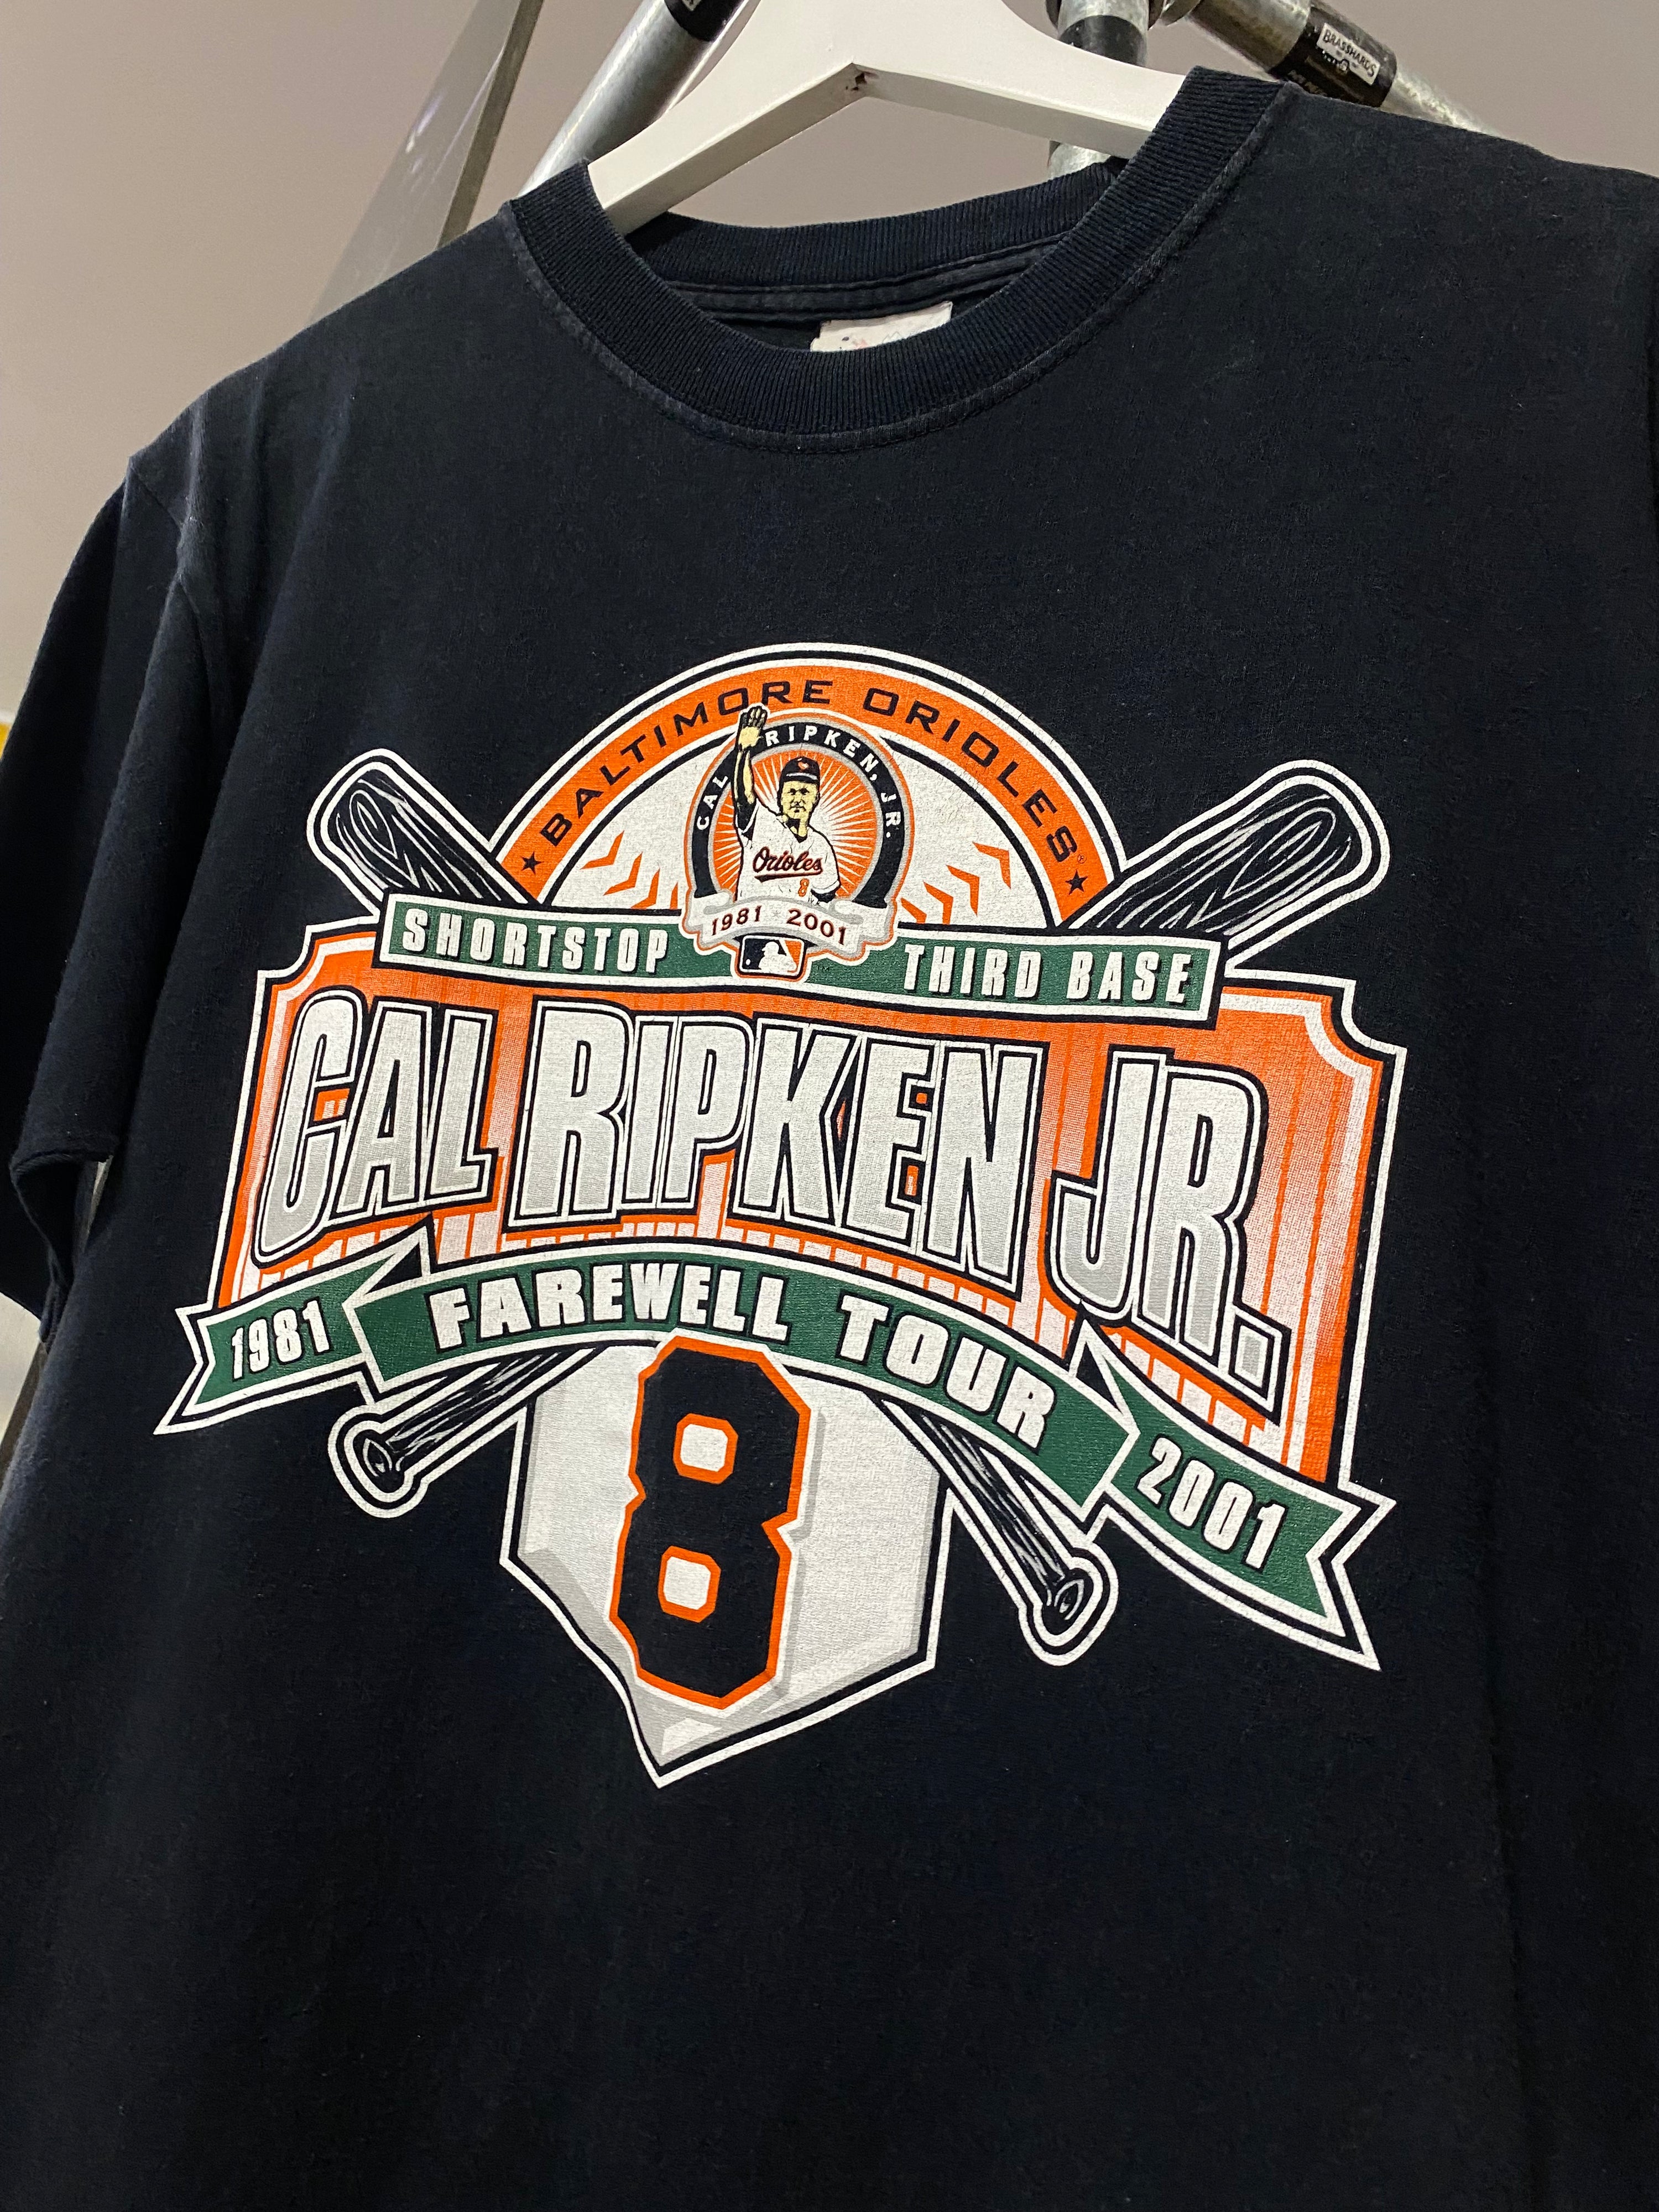 BRASSHARDS
BALTIMORE ORIOLES
CAL RIPKEN, JR.
Orioles
8
1981 2001
SHORTSTOP THIRD BASE
CAL RIPKEN JR.
1981 FAREWELL TOUR 2001
8